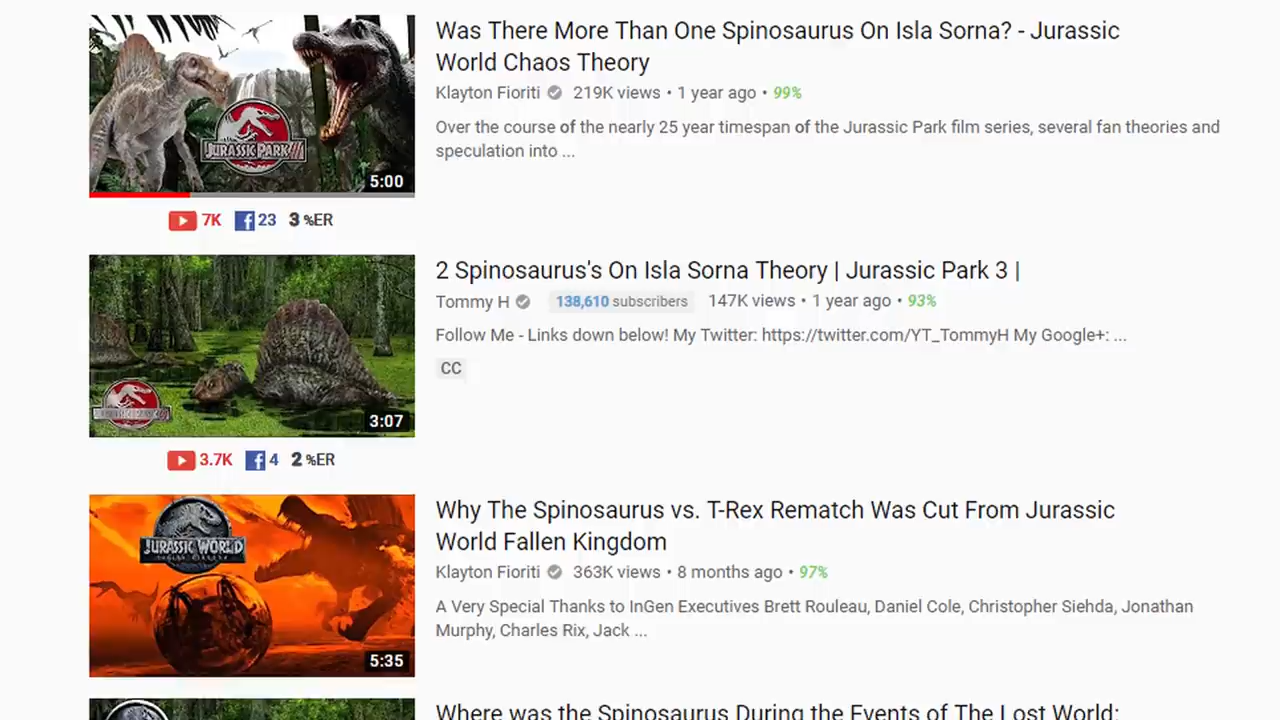 Was There More Than One Spinosaurus On Isla Sorna? - Jurassic
World Chaos Theory
Klayton Fioriti 219K views • 1 year ago • 99%
Over the course of the nearly 25 year timespan of the Jurassic Park film series, several fan theories and
speculation into ...
JURASSIC PARK ///
5:00
7K 23 3 %ER
2 Spinosaurus's On Isla Sorna Theory | Jurassic Park 3 |
Tommy H 138,610 subscribers 147K views • 1 year ago • 93%
Follow Me - Links down below! My Twitter: https://twitter.com/YT_TommyH My Google+: ...
CC
3:07
3.7K 4 2 %ER
Why The Spinosaurus vs. T-Rex Rematch Was Cut From Jurassic
World Fallen Kingdom
Klayton Fioriti 363K views • 8 months ago • 97%
A Very Special Thanks to InGen Executives Brett Rouleau, Daniel Cole, Christopher Siehda, Jonathan
Murphy, Charles Rix, Jack ...
JURASSIC WORLD
5:35
Where was the Spinosaurus During the Events of The Lost World: